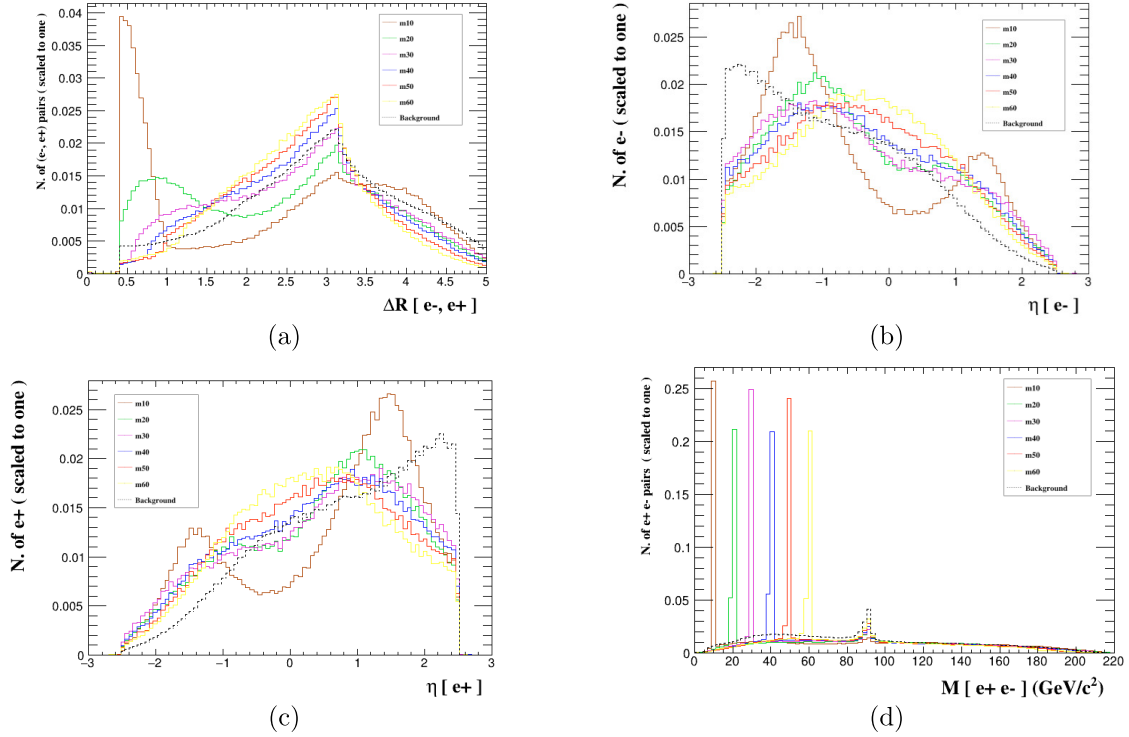 N. of (e-, e+) pairs ( scaled to one )
0.04
0.035
0.03
0.025
0.02
0.015
0.01
0.005
0
m10
m20
m30
m40
m50
m60
Background
0 0.5 1 1.5 2 2.5 3 3.5 4 4.5 5
ΔR [ e-, e+ ]
(a)
N. of e- ( scaled to one )
0.025
0.02
0.015
0.01
0.005
0
m10
m20
m30
m40
m50
m60
Background
−3 −2 −1 0 1 2 3
η [ e- ]
(b)
N. of e+ ( scaled to one )
0.025
0.02
0.015
0.01
0.005
0
m10
m20
m30
m40
m50
m60
Background
−3 −2 −1 0 1 2 3
η [ e+ ]
(c)
N. of e+ e- pairs ( scaled to one )
0.25
0.2
0.15
0.1
0.05
0
m10
m20
m30
m40
m50
m60
Background
0 20 40 60 80 100 120 140 160 180 200 220
M [ e+ e- ] (GeV/c²)
(d)